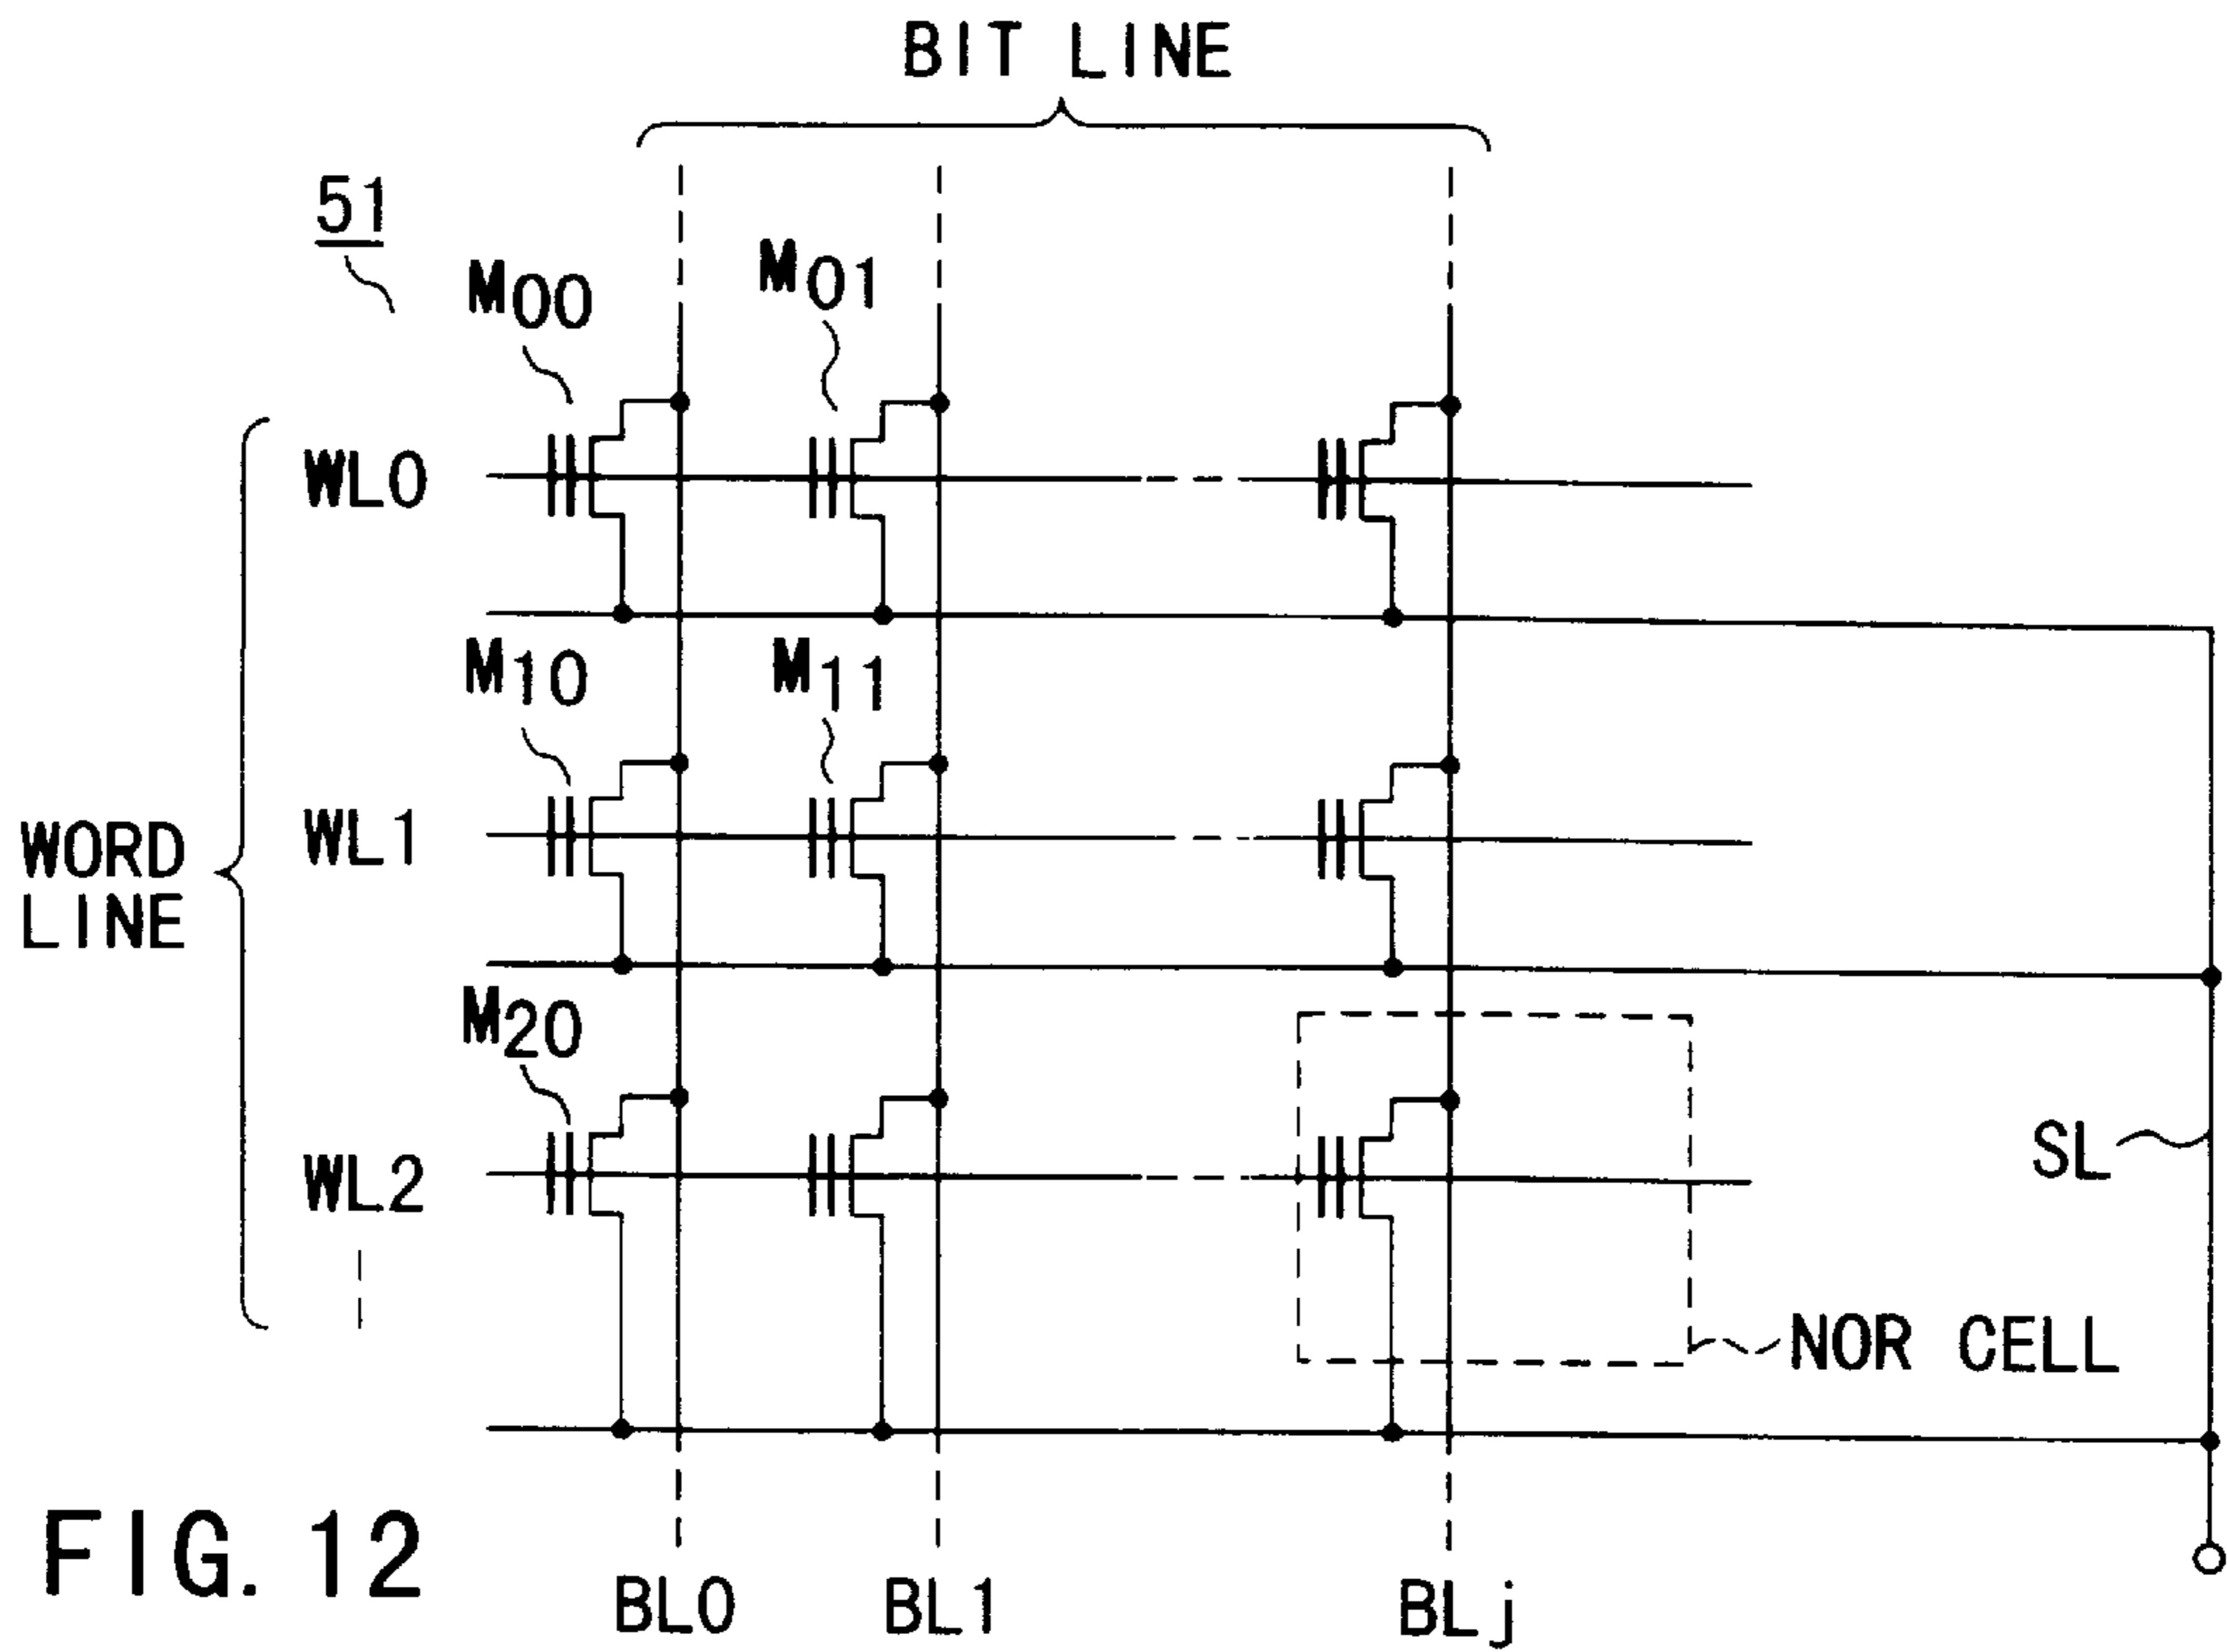 BIT LINE
51
M00
M01
WL0
M10
M11
WORD
LINE
WL1
M20
WL2
SL
NOR CELL
FIG. 12
BL0
BL1
BLj